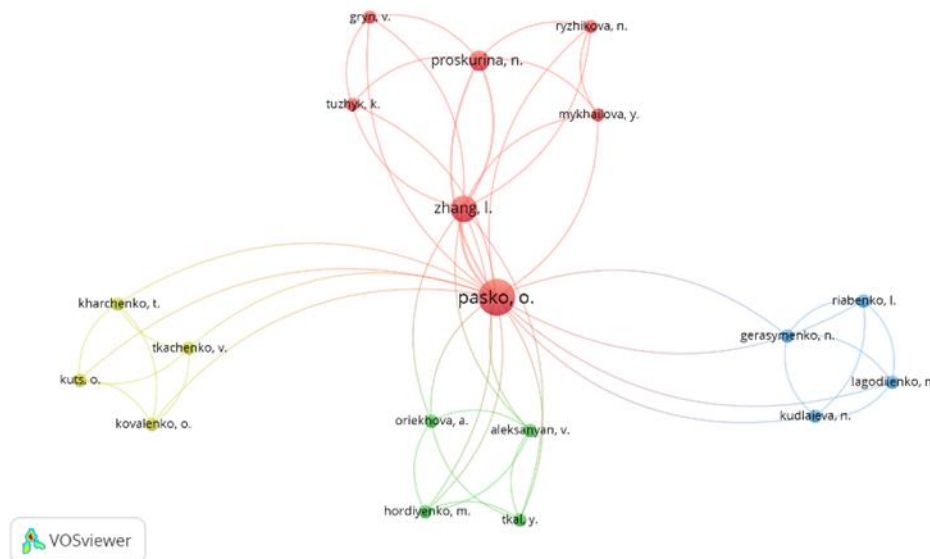 gryn, v.
ryzhikova, n.
proskurina, n.
tuzhyk, k.
mykhailova, y.
zhang, l.
pasko, o.
kharchenko, t.
riabenko, l.
gerasymenko, n.
tkachenko, v.
kuts, o.
lagodiienko, n
kudlaieva, n.
kovalenko, o.
oriekhova, a.
aleksanyan, v.
hordiyenko, m.
tkal, y.
VOSviewer